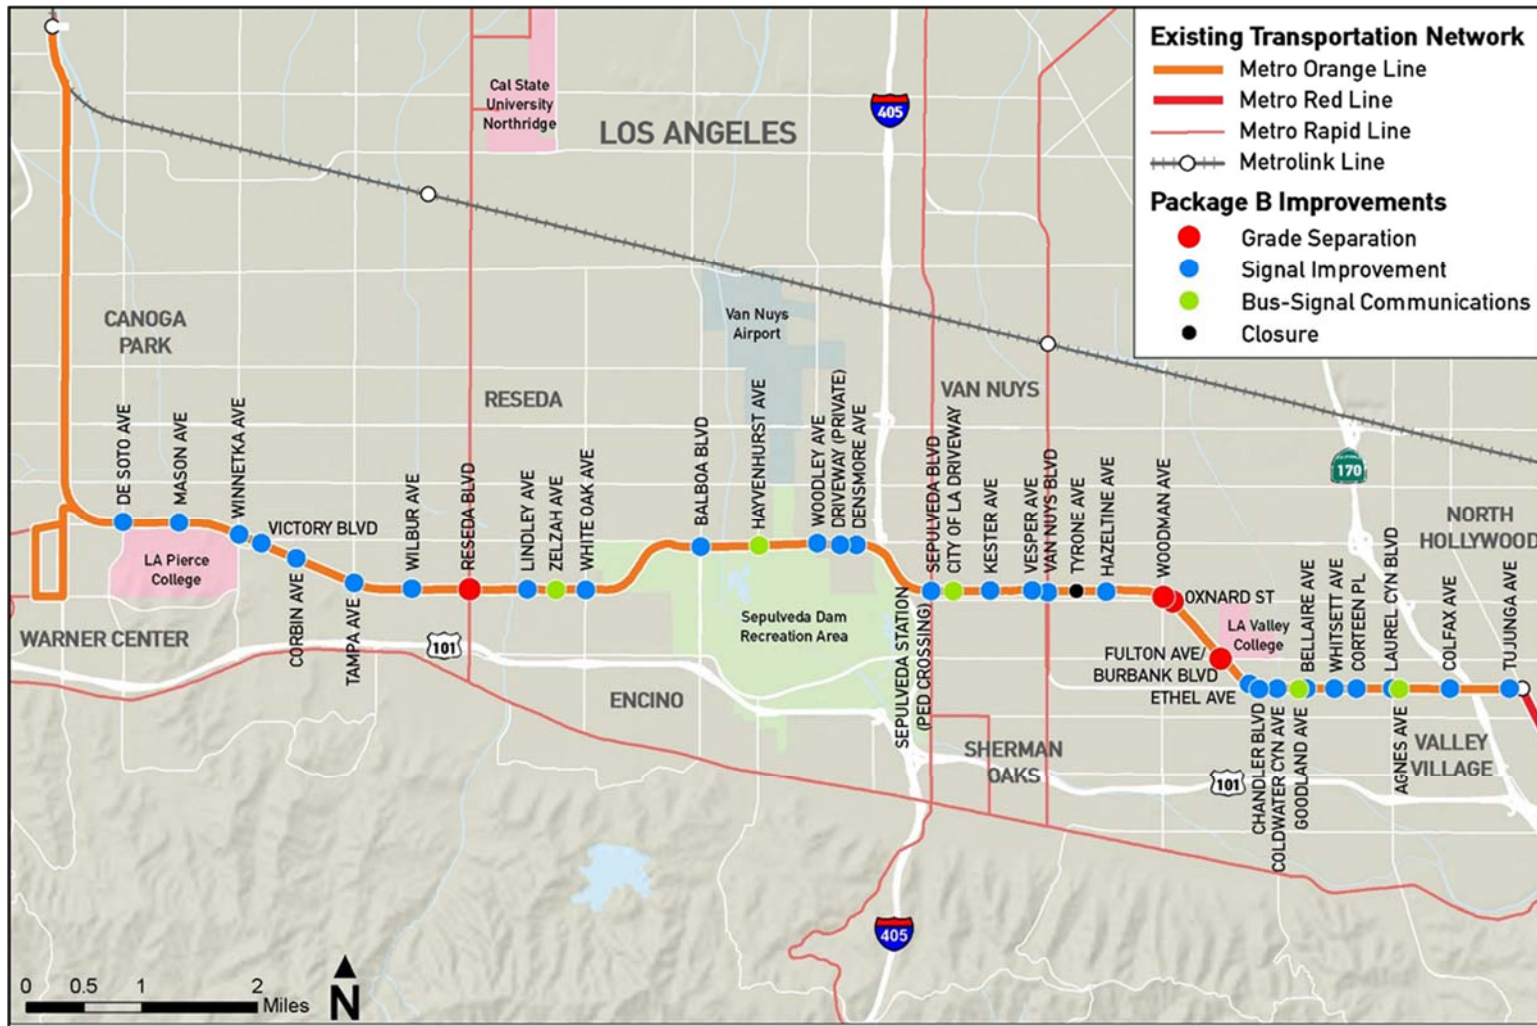 Existing Transportation Network
Metro Orange Line
Metro Red Line
Metro Rapid Line
Metrolink Line
Package B Improvements
Grade Separation
Signal Improvement
Bus-Signal Communications
Closure
Cal State
University
Northridge
LOS ANGELES
405
CANOGA
PARK
Van Nuys
Airport
RESEDA
VAN NUYS
170
NORTH
HOLLYWOOD
DE SOTO AVE
MASON AVE
WINNETKA AVE
VICTORY BLVD
CORBIN AVE
TAMPA AVE
WILBUR AVE
RESEDA BLVD
LINDLEY AVE
ZELZAH AVE
WHITE OAK AVE
BALBOA BLVD
HAYVENHURST AVE
WOODLEY AVE
DRIVEWAY (PRIVATE)
DENSMORE AVE
SEPULVEDA STATION
(PED CROSSING)
SEPULVEDA BLVD
CITY OF LA DRIVEWAY
KESTER AVE
VESPER AVE
VAN NUYS BLVD
TYRONE AVE
HAZELTINE AVE
WOODMAN AVE
OXNARD ST
FULTON AVE/
BURBANK BLVD
ETHEL AVE
CHANDLER BLVD
COLDWATER CYN AVE
GOODLAND AVE
BELLAIRE AVE
WHITSETT AVE
CORTEEN PL
LAUREL CYN BLVD
AGNES AVE
COLFAX AVE
TUJUNGA AVE
LA Pierce
College
LA Valley
College
Sepulveda Dam
Recreation Area
WARNER CENTER
101
ENCINO
SHERMAN
OAKS
VALLEY
VILLAGE
101
405
0 0.5 1 2
Miles
N